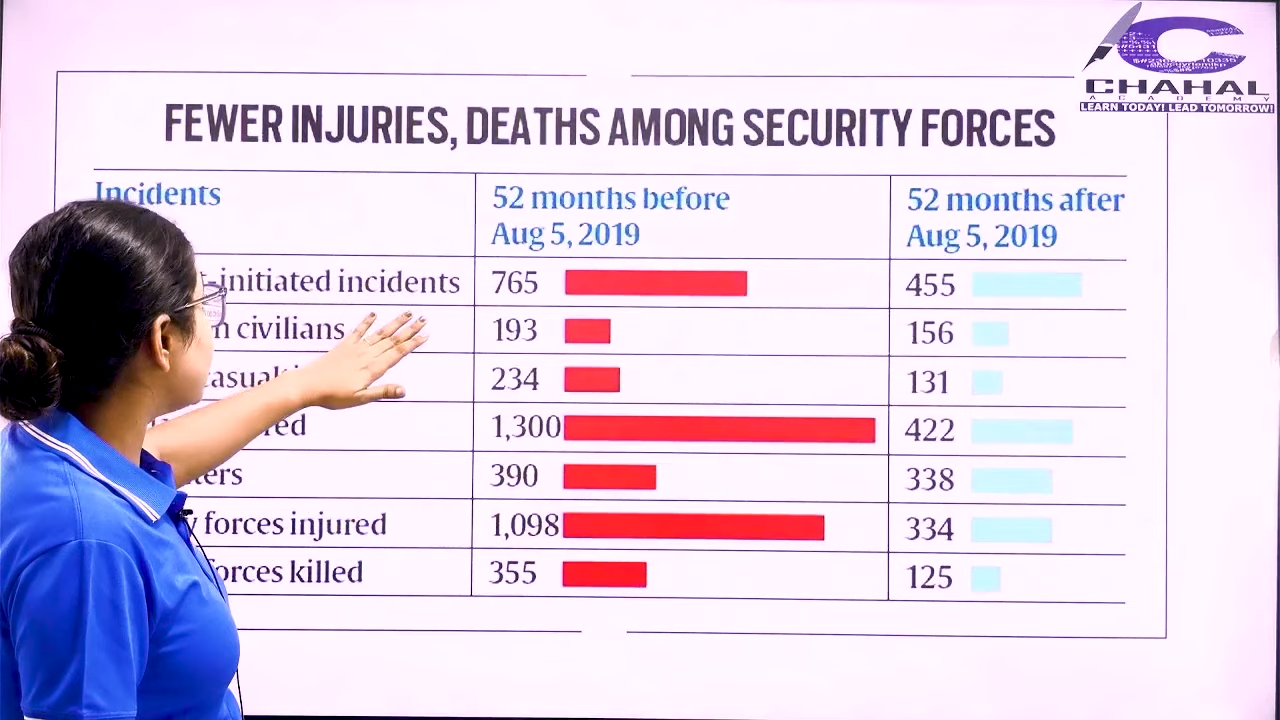 CHAHAL
ACADEMY
LEARN TODAY! LEAD TOMORROW!
FEWER INJURIES, DEATHS AMONG SECURITY FORCES
Incidents 52 months before Aug 5, 2019 52 months after Aug 5, 2019
-initiated incidents 765 455
civilians 193 156
234 131
1,300 422
390 338
forces injured 1,098 334
forces killed 355 125